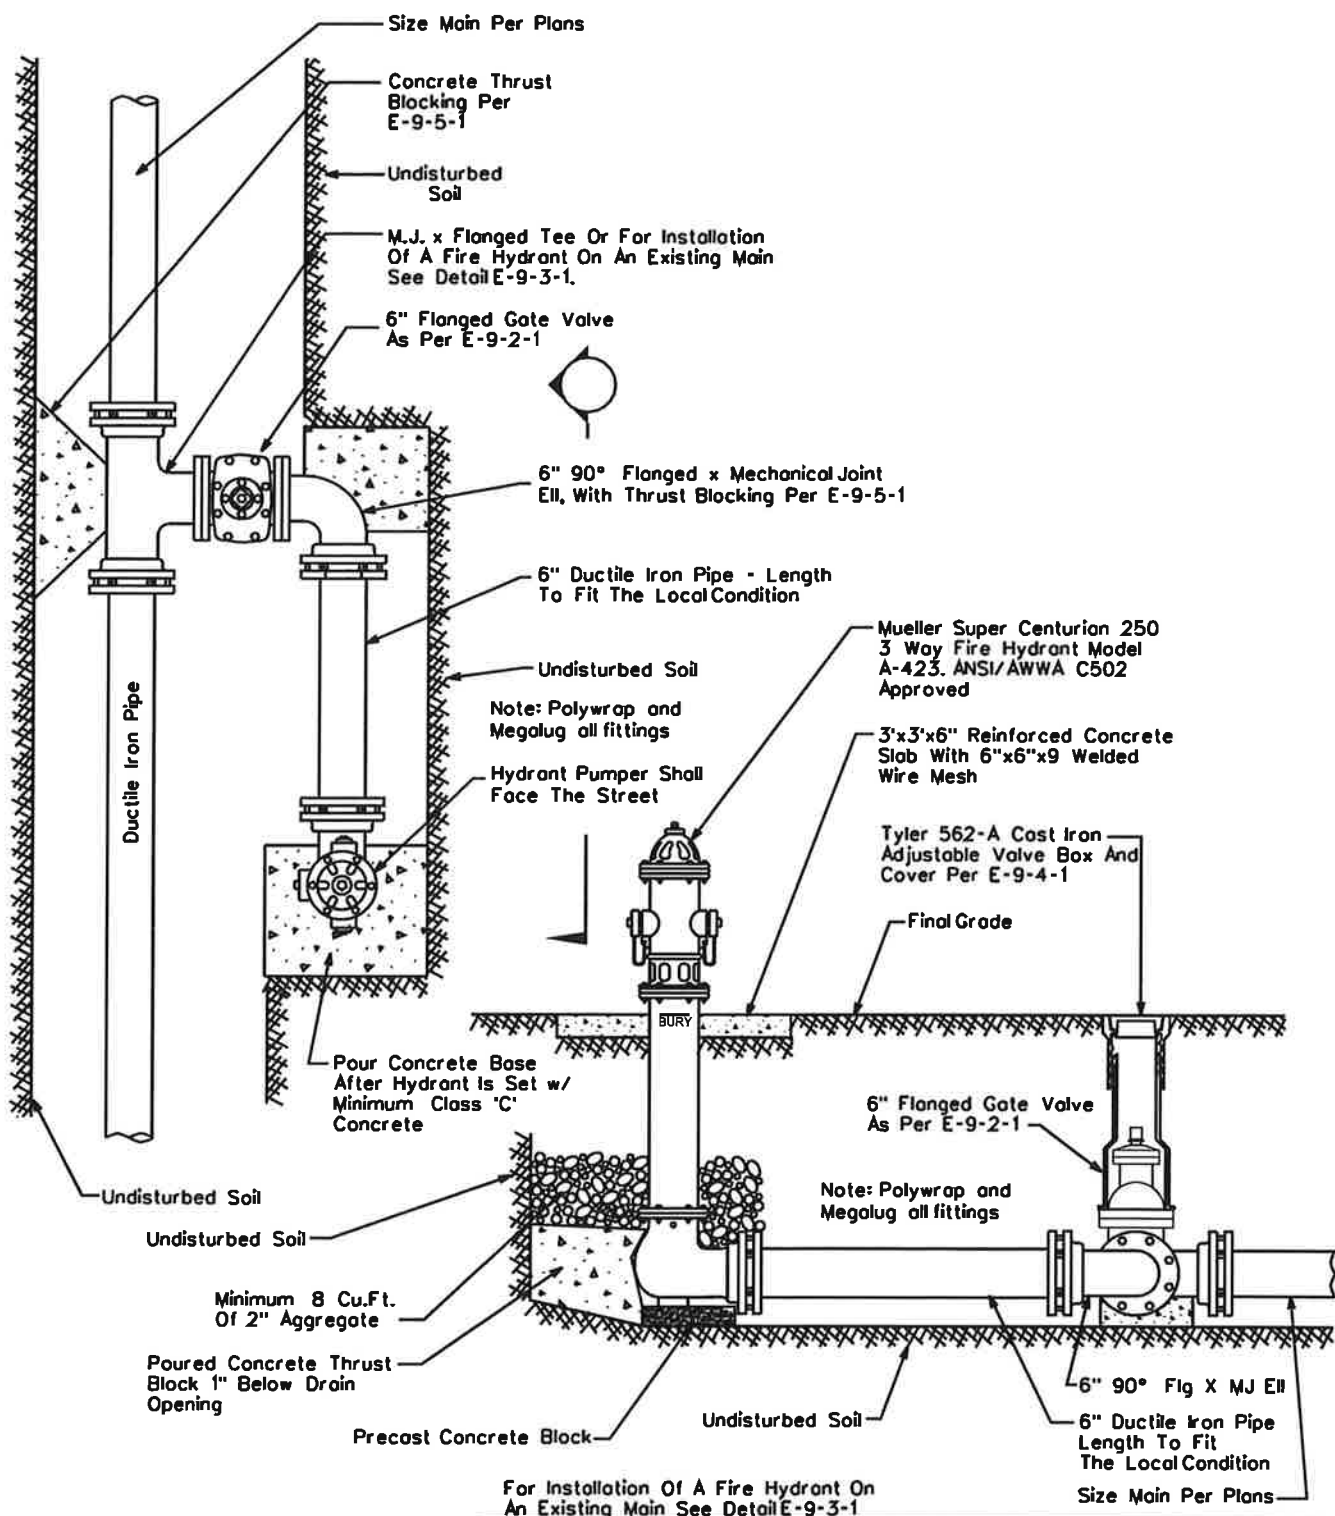 Size Main Per Plans
Concrete Thrust
Blocking Per
E-9-5-1
Undisturbed
Soil
M.J. x Flanged Tee Or For Installation
Of A Fire Hydrant On An Existing Main
See Detail E-9-3-1.
6" Flanged Gate Valve
As Per E-9-2-1
6" 90° Flanged x Mechanical Joint
Ell, With Thrust Blocking Per E-9-5-1
6" Ductile Iron Pipe - Length
To Fit The Local Condition
Undisturbed Soil
Note: Polywrap and
Megalug all fittings
Hydrant Pumper Shall
Face The Street
Ductile Iron Pipe
Mueller Super Centurian 250
3 Way Fire Hydrant Model
A-423. ANSI/AWWA C502
Approved
3'x3'x6" Reinforced Concrete
Slab With 6"x6"x9 Welded
Wire Mesh
Tyler 562-A Cast Iron
Adjustable Valve Box And
Cover Per E-9-4-1
Final Grade
BURY
Pour Concrete Base
After Hydrant Is Set w/
Minimum Class 'C'
Concrete
6" Flanged Gate Valve
As Per E-9-2-1
Note: Polywrap and
Megalug all fittings
Undisturbed Soil
Undisturbed Soil
Minimum 8 Cu.Ft.
Of 2" Aggregate
Poured Concrete Thrust
Block 1" Below Drain
Opening
Precast Concrete Block
Undisturbed Soil
6" 90° Flg X MJ Ell
6" Ductile Iron Pipe
Length To Fit
The Local Condition
Size Main Per Plans
For Installation Of A Fire Hydrant On
An Existing Main See Detail E-9-3-1